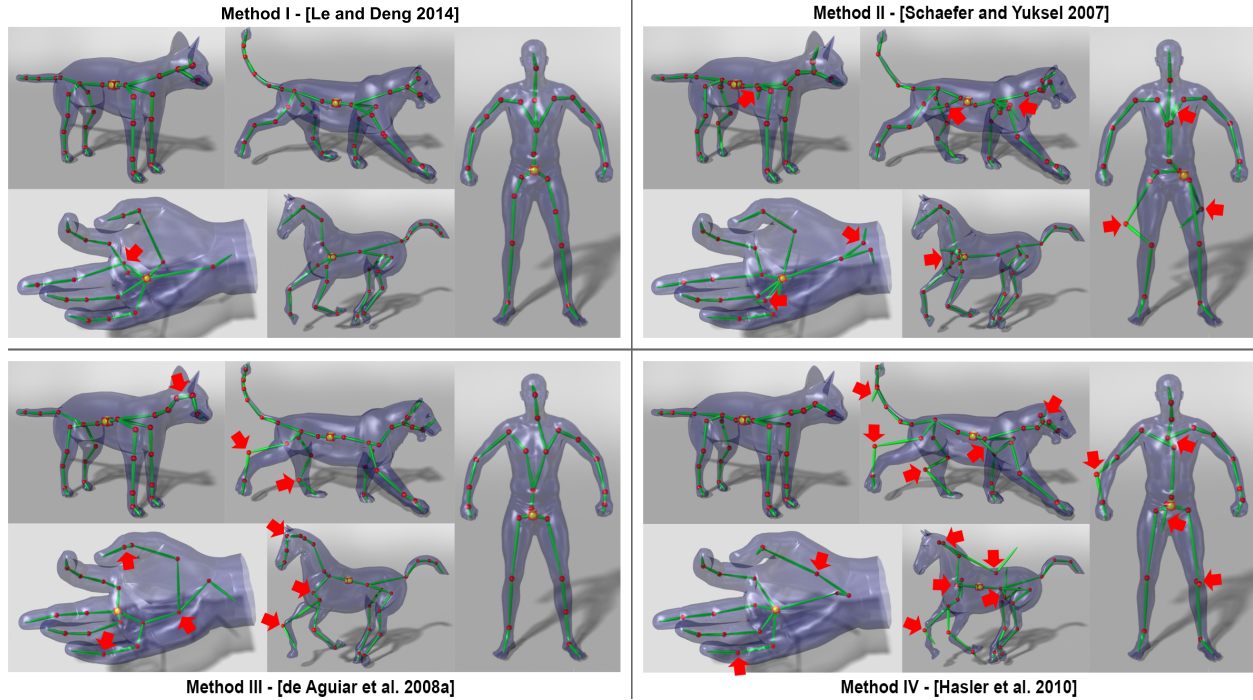 Method I - [Le and Deng 2014]
Method II - [Schaefer and Yuksel 2007]
Method III - [de Aguiar et al. 2008a]
Method IV - [Hasler et al. 2010]